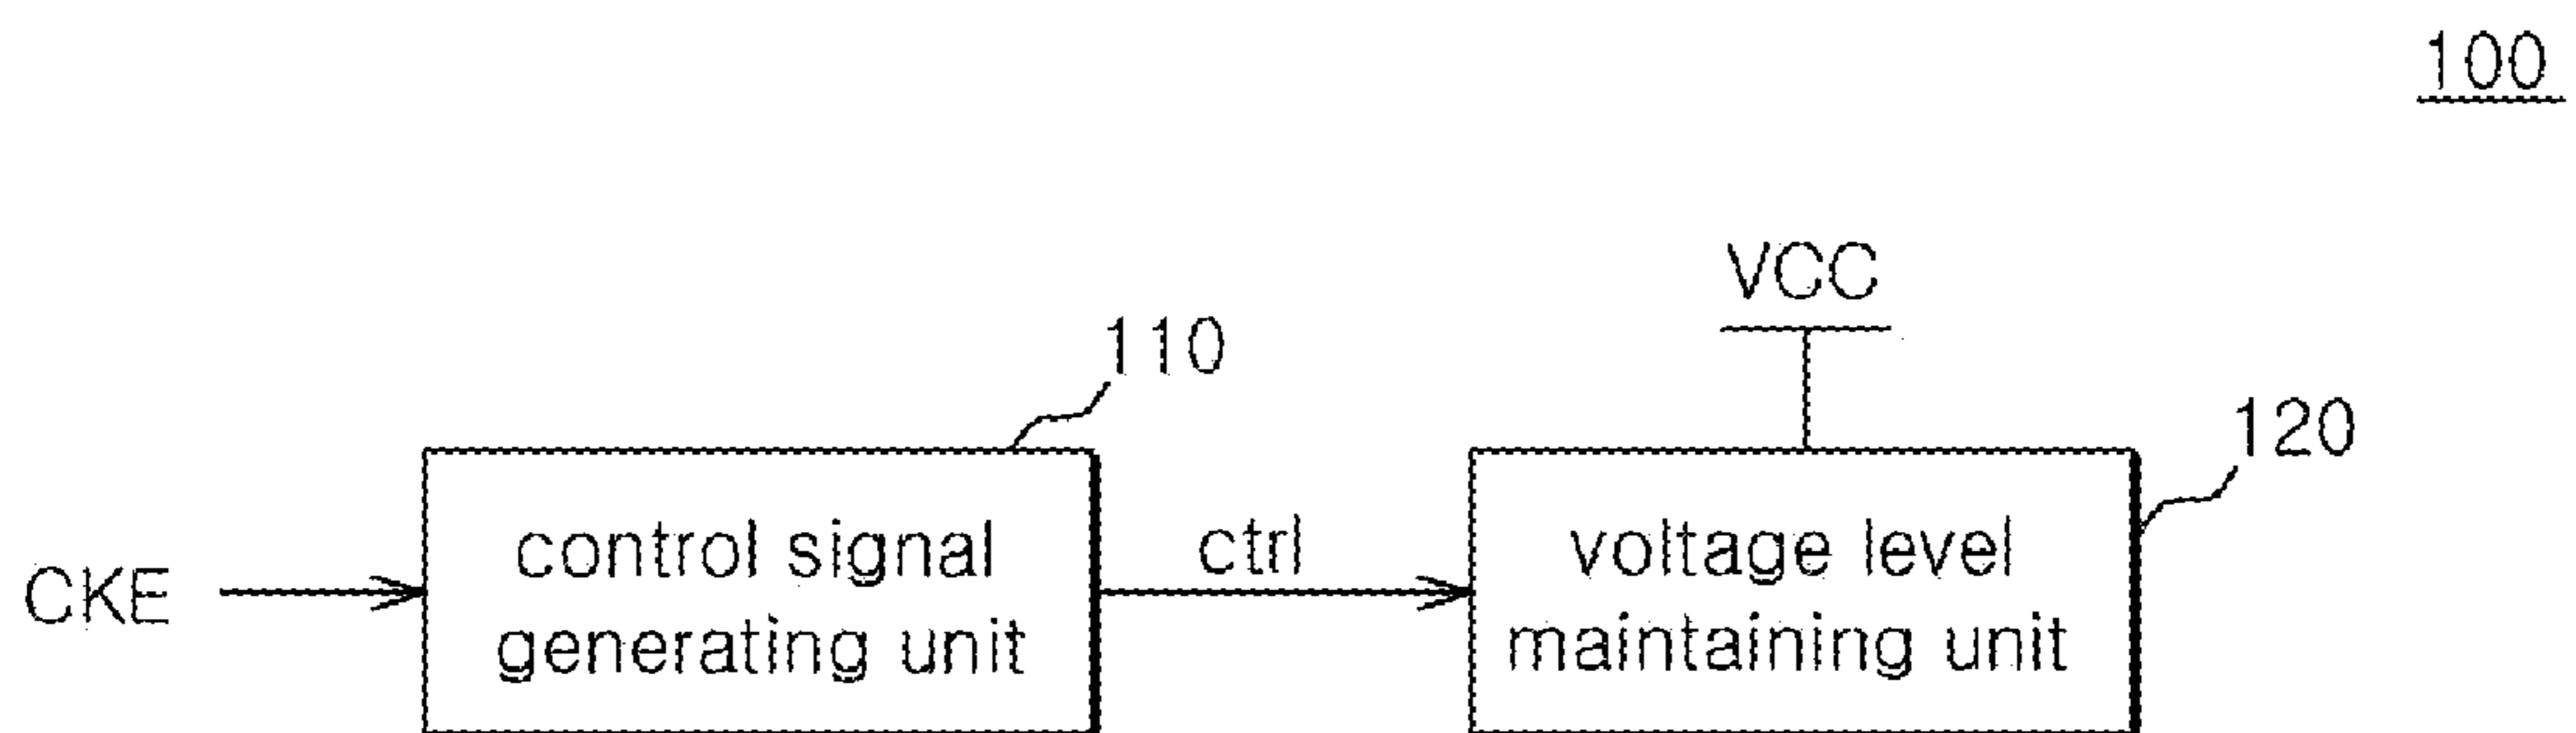 100
VCC
110
120
control signal
generating unit
CKE
ctrl
voltage level
maintaining unit